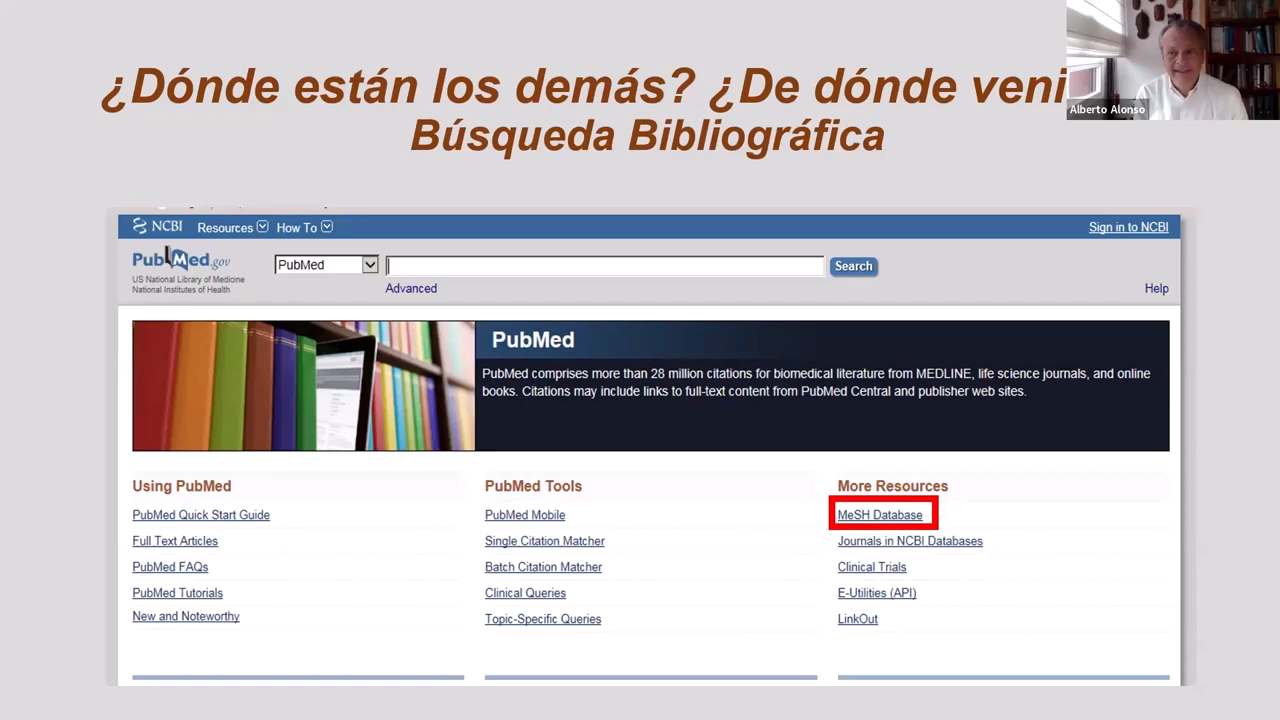 ¿Dónde están los demás? ¿De dónde veni
Búsqueda Bibliográfica
Alberto Alonso
NCBI Resources How To Sign in to NCBI
PubMed.gov
US National Library of Medicine
National Institutes of Health
PubMed
Search
Advanced
Help
PubMed
PubMed comprises more than 28 million citations for biomedical literature from MEDLINE, life science journals, and online
books. Citations may include links to full-text content from PubMed Central and publisher web sites.
Using PubMed
PubMed Quick Start Guide
Full Text Articles
PubMed FAQs
PubMed Tutorials
New and Noteworthy
PubMed Tools
PubMed Mobile
Single Citation Matcher
Batch Citation Matcher
Clinical Queries
Topic-Specific Queries
More Resources
MeSH Database
Journals in NCBI Databases
Clinical Trials
E-Utilities (API)
LinkOut